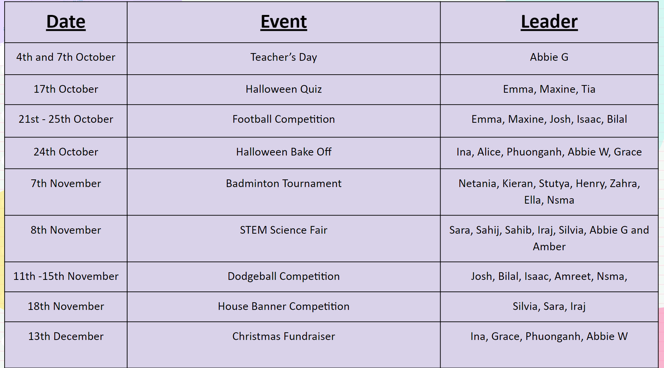 Date Event Leader
4th and 7th October Teacher’s Day Abbie G
17th October Halloween Quiz Emma, Maxine, Tia
21st - 25th October Football Competition Emma, Maxine, Josh, Isaac, Bilal
24th October Halloween Bake Off Ina, Alice, Phuonganh, Abbie W, Grace
7th November Badminton Tournament Netania, Kieran, Stutya, Henry, Zahra,
Ella, Nsma
8th November STEM Science Fair Sara, Sahij, Sahib, Iraj, Silvia, Abbie G and
Amber
11th -15th November Dodgeball Competition Josh, Bilal, Isaac, Amreet, Nsma,
18th November House Banner Competition Silvia, Sara, Iraj
13th December Christmas Fundraiser Ina, Grace, Phuonganh, Abbie W